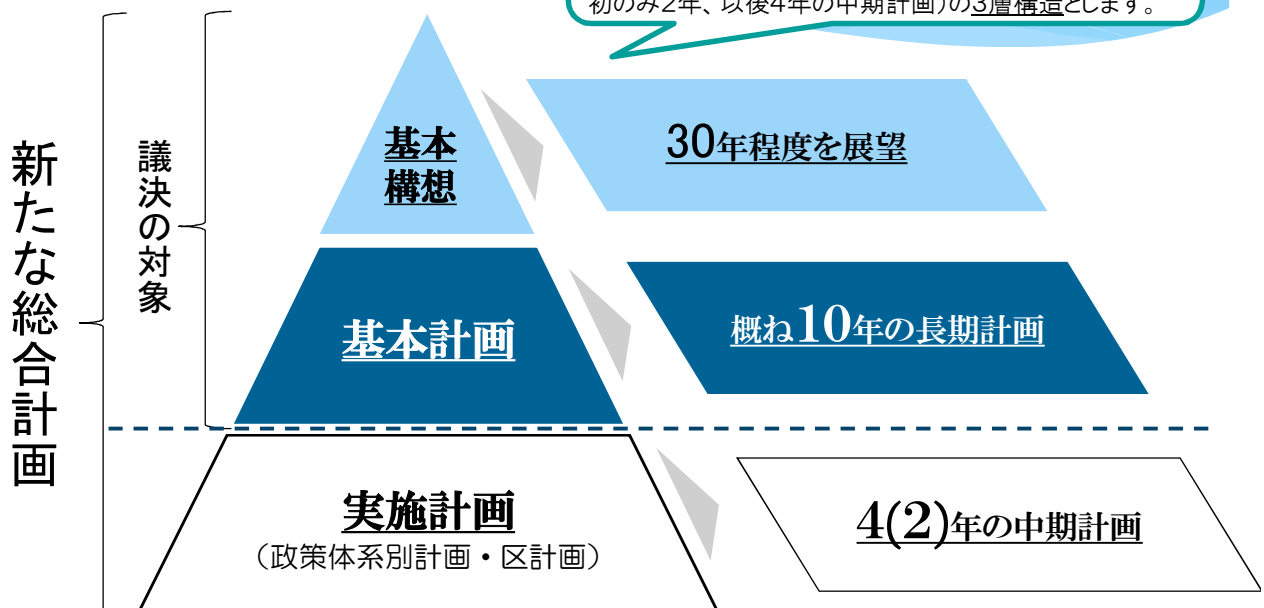 初のみ2年、以後4年の中期計画)の3層構造とします。
新たな総合計画
議決の対象
基本
構想
30年程度を展望
基本計画
概ね10年の長期計画
実施計画
（政策体系別計画・区計画）
4(2)年の中期計画